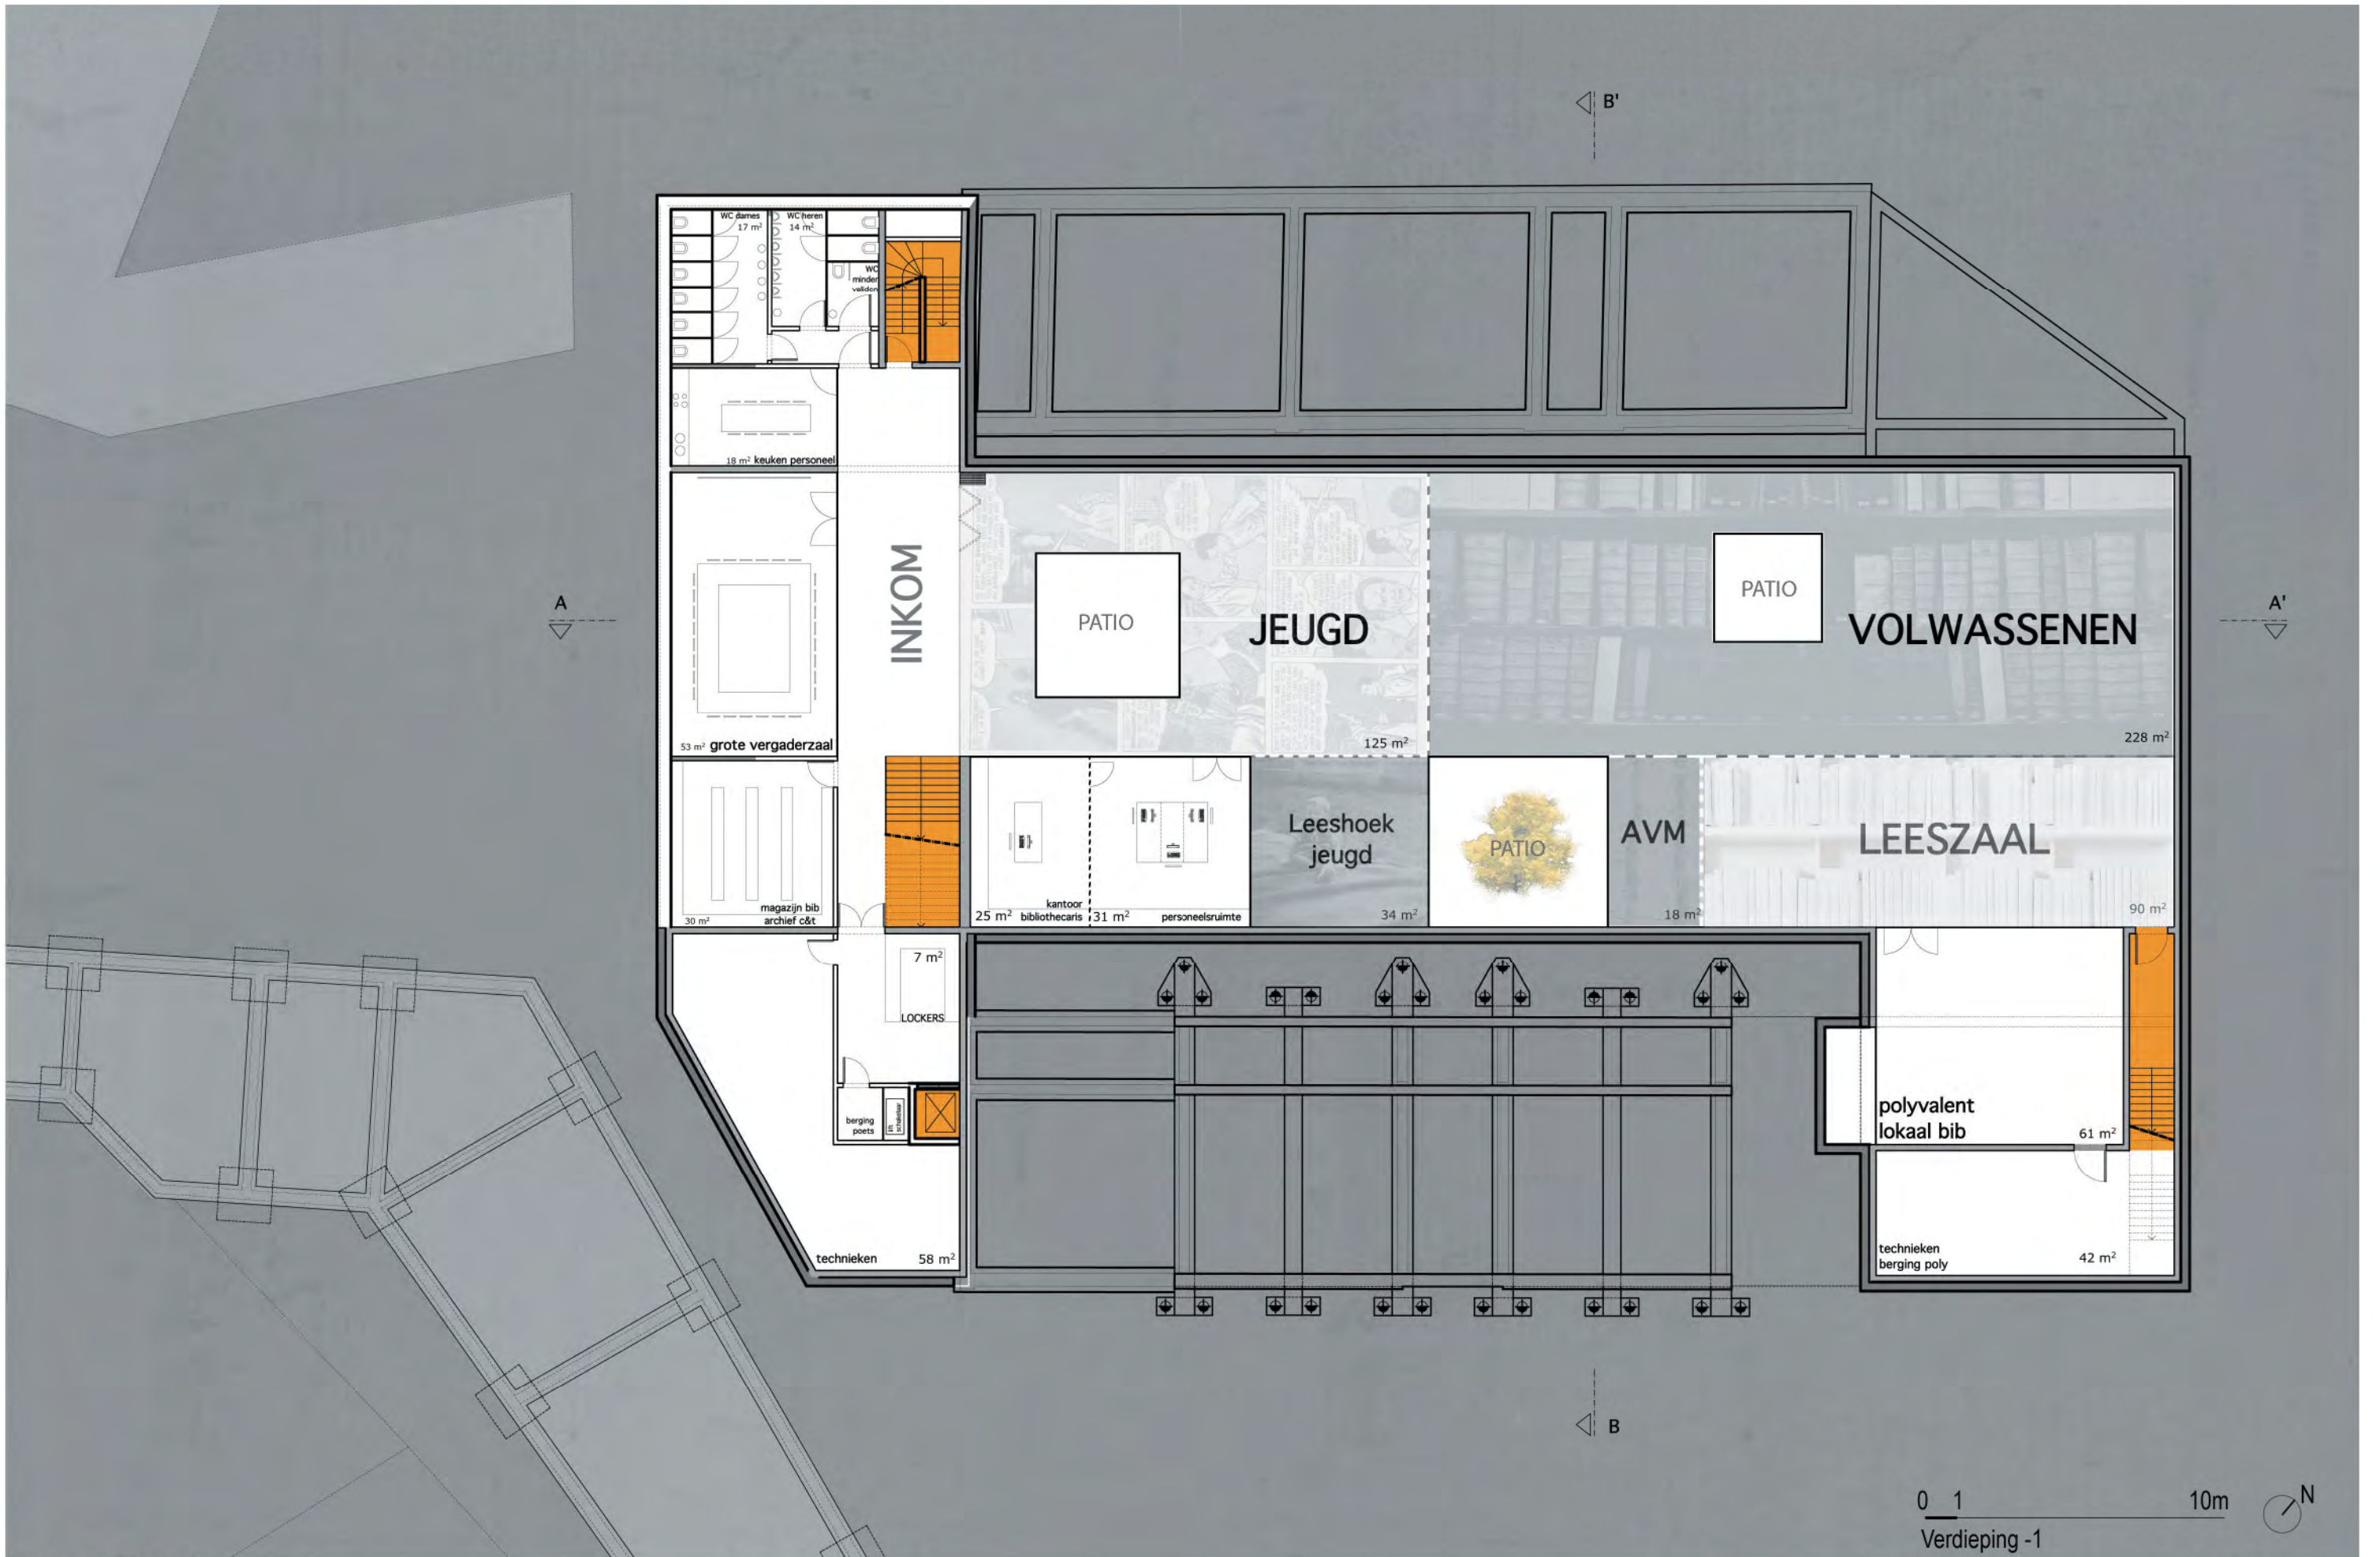 B'
WC dames
17 m²
WC heren
14 m²
WC
minder
validen
18 m² keuken personeel
INKOM
A
A'
PATIO
JEUGD
PATIO
VOLWASSENEN
53 m² grote vergaderzaal
125 m²
228 m²
magazijn bib
30 m² archief c&t
kantoor
25 m² bibliothecaris
31 m² personeelsruimte
Leeshoek
jeugd
34 m²
PATIO
AVM
18 m²
LEESZAAL
90 m²
7 m²
LOCKERS
berging
poets
lift
schakelaar
technieken 58 m²
polyvalent
lokaal bib 61 m²
technieken
berging poly 42 m²
B
0 1 10m
N
Verdieping -1